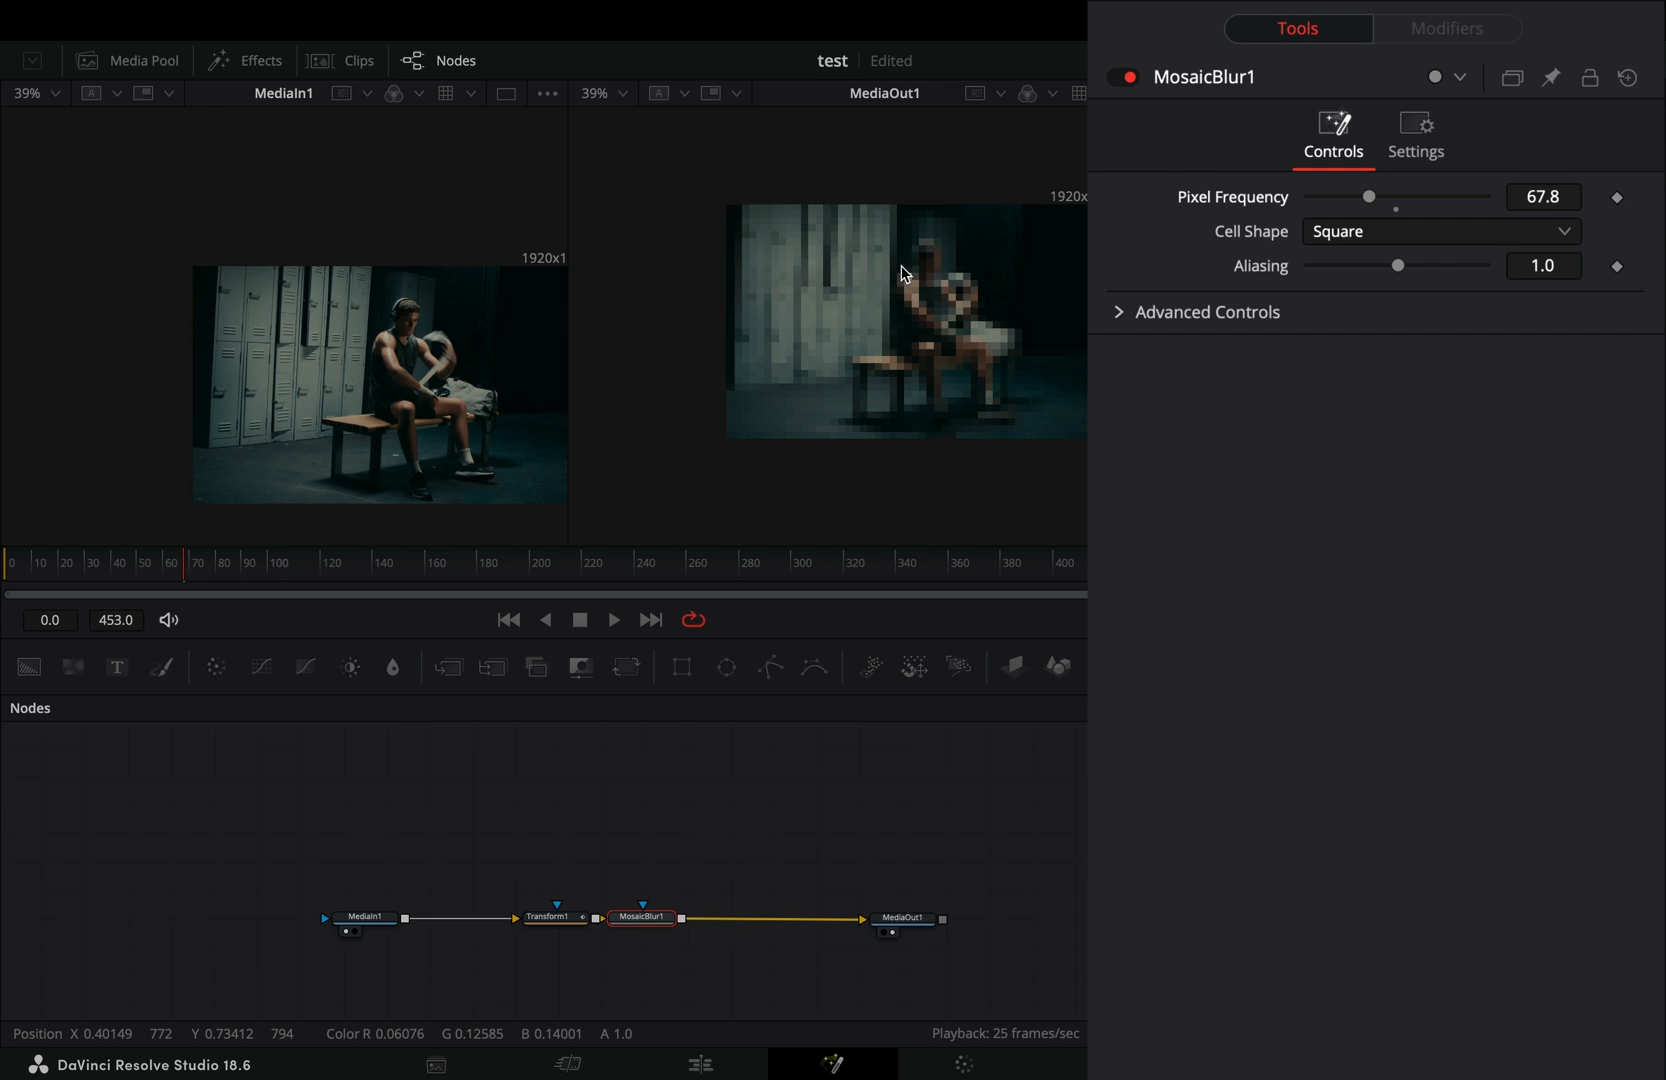 Tools Modifiers
Media Pool Effects Clips Nodes test Edited
MosaicBlur1
39% A MediaIn1 39% A MediaOut1
Controls Settings
1920x
Pixel Frequency 67.8
Cell Shape Square
1920x1
Aliasing 1.0
Advanced Controls
0 10 20 30 40 50 60 70 80 90 100 120 140 160 180 200 220 240 260 280 300 320 340 360 380 400
0.0 453.0
T
Nodes
MediaIn1 Transform1 MosaicBlur1 MediaOut1
Position X 0.40149 772 Y 0.73412 794 Color R 0.06076 G 0.12585 B 0.14001 A 1.0 Playback: 25 frames/sec
DaVinci Resolve Studio 18.6